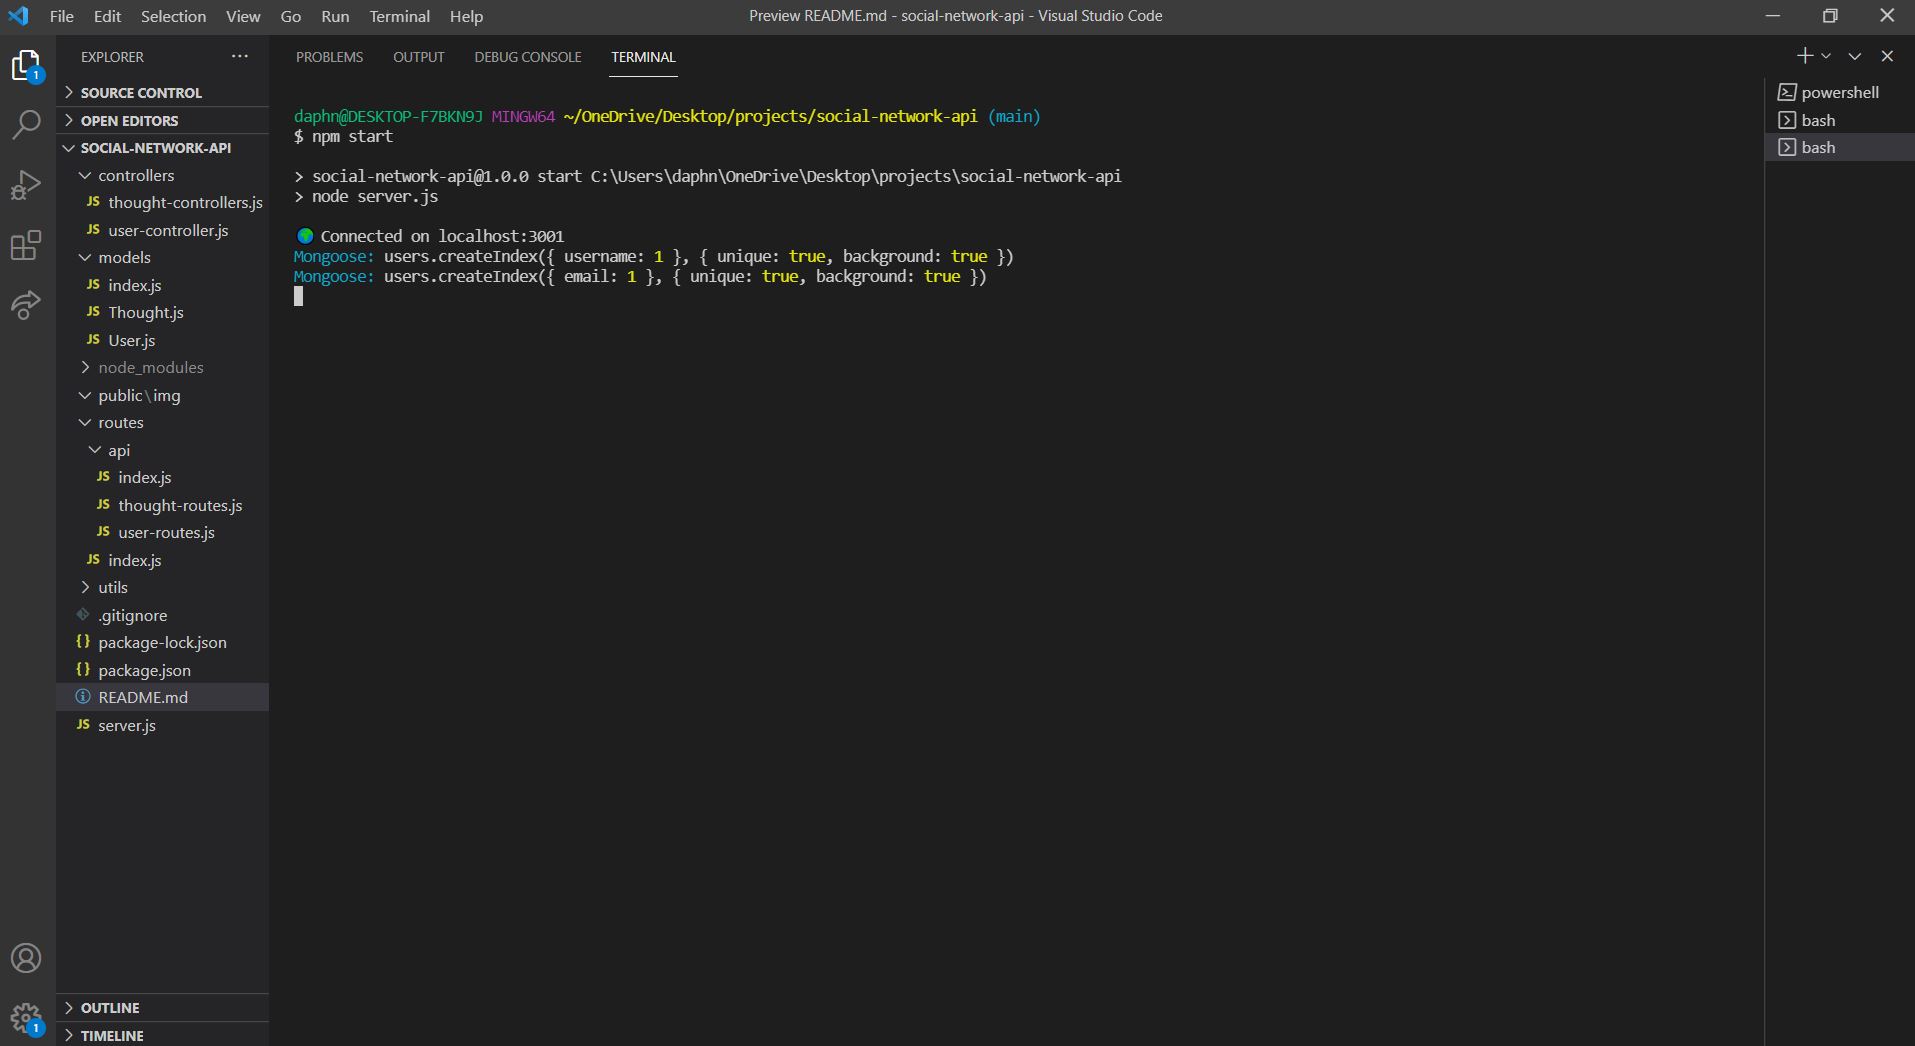 File Edit Selection View Go Run Terminal Help
Preview README.md - social-network-api - Visual Studio Code
EXPLORER
SOURCE CONTROL
OPEN EDITORS
SOCIAL-NETWORK-API
controllers
JS thought-controllers.js
JS user-controller.js
models
JS index.js
JS Thought.js
JS User.js
node_modules
public\img
routes
api
JS index.js
JS thought-routes.js
JS user-routes.js
JS index.js
utils
.gitignore
{} package-lock.json
{} package.json
README.md
JS server.js
OUTLINE
TIMELINE
1
1
PROBLEMS OUTPUT DEBUG CONSOLE TERMINAL
daphn@DESKTOP-F7BKN9J MINGW64 ~/OneDrive/Desktop/projects/social-network-api (main)
$ npm start
> social-network-api@1.0.0 start C:\Users\daphn\OneDrive\Desktop\projects\social-network-api
> node server.js
🌍 Connected on localhost:3001
Mongoose: users.createIndex({ username: 1 }, { unique: true, background: true })
Mongoose: users.createIndex({ email: 1 }, { unique: true, background: true })
powershell
bash
bash